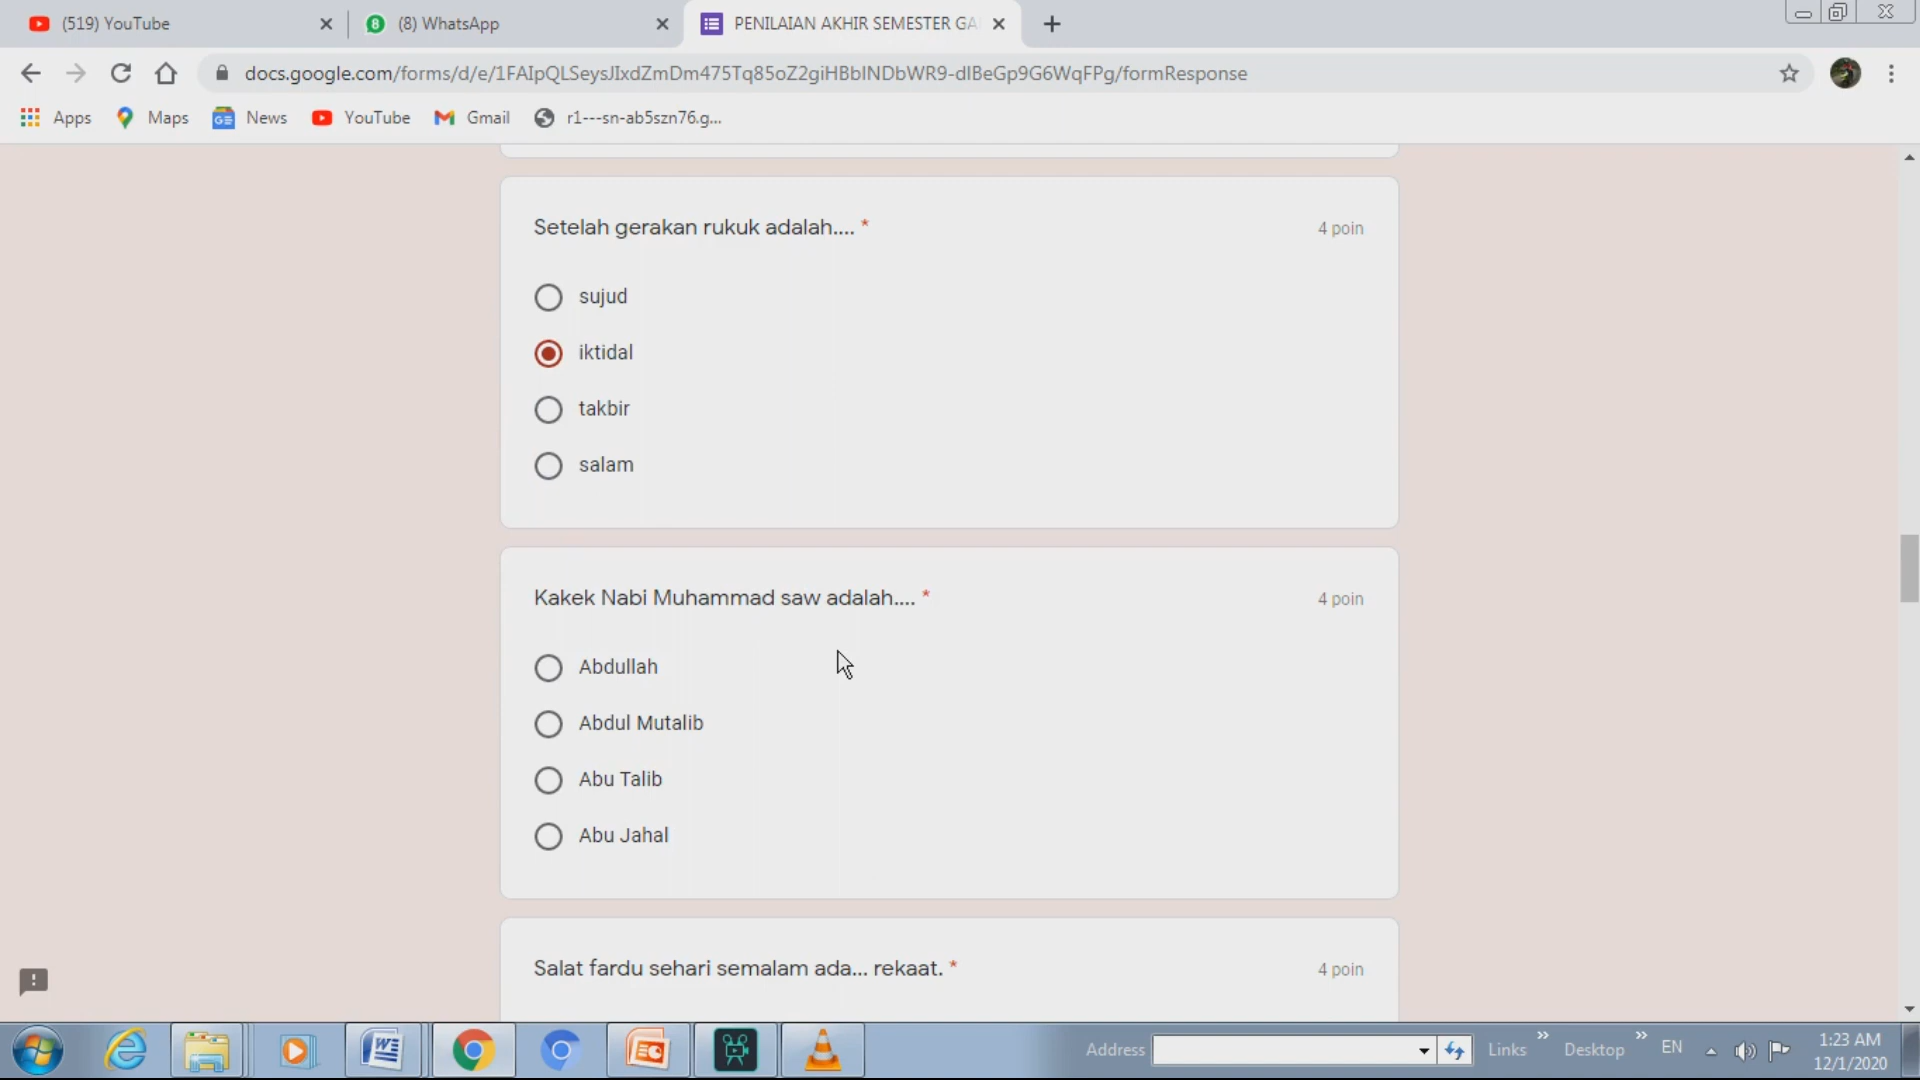 (519) YouTube
8
(8) WhatsApp
PENILAIAN AKHIR SEMESTER GA
docs.google.com/forms/d/e/1FAIpQLSeysJIxdZmDm475Tq85oZ2giHBbINDbWR9-dIBeGp9G6WqFPg/formResponse
Apps
Maps
News
YouTube
Gmail
r1---sn-ab5szn76.g...
Setelah gerakan rukuk adalah.... *
4 poin
sujud
iktidal
takbir
salam
Kakek Nabi Muhammad saw adalah.... *
4 poin
Abdullah
Abdul Mutalib
Abu Talib
Abu Jahal
Salat fardu sehari semalam ada... rekaat. *
4 poin
Address
Links
Desktop
EN
1:23 AM
12/1/2020